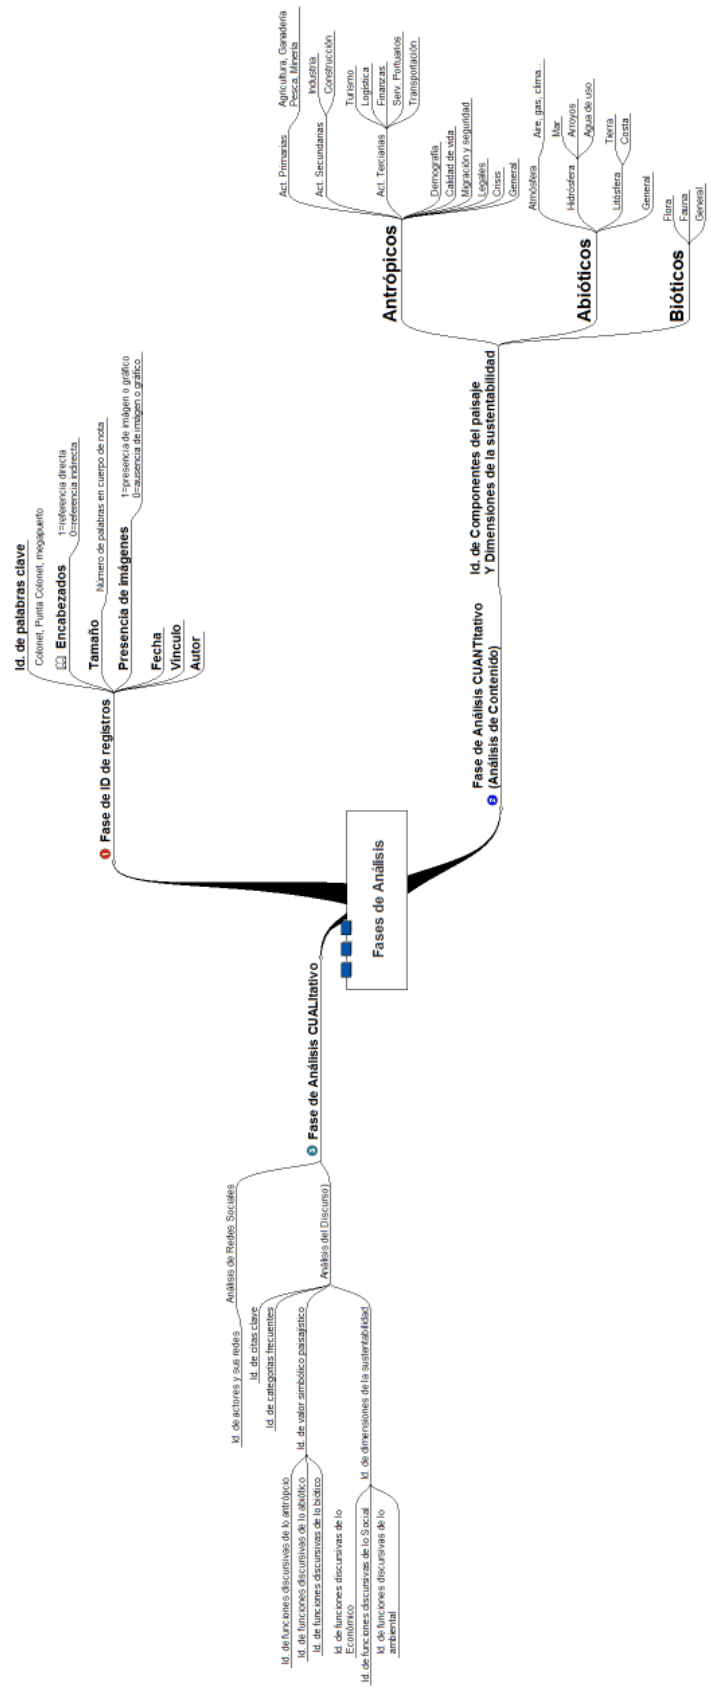 Fases de Análisis
1 Fase de ID de registros
Id. de palabras clave
Colonet, Punta Colonet, megapuerto
Encabezados
1=referencia directa
0=referencia indirecta
Tamaño
Número de palabras en cuerpo de nota
Presencia de imágenes
1=presencia de imágen o gráfico
0=ausencia de imágen o gráfico
Fecha
Vínculo
Autor
2 Fase de Análisis CUANTItativo
(Análisis de Contenido)
Id. de Componentes del paisaje
Y Dimensiones de la sustentabilidad
Antrópicos
Act. Primarias
Agricultura, Ganadería
Pesca, Minería
Act. Secundarias
Industria
Construcción
Act. Terciarias
Turismo
Logística
Finanzas
Serv. Portuarios
Transportación
Demografía
Calidad de vida
Migración y seguridad
Legales
Crisis
General
Abióticos
Atmósfera
Aire, gas, clima...
Hidrósfera
Mar
Arroyos
Agua de uso
Litósfera
Tierra
Costa
General
Bióticos
Flora
Fauna
General
3 Fase de Análisis CUALItativo
Análisis de Redes Sociales
Id. de actores y sus redes
Análisis del Discurso)
Id. de citas clave
Id. de categorías frecuentes
Id. de valor simbólico paisajístico
Id. de funciones discursivas de lo antrópcio
Id. de funciones discursivas de lo abiótico
Id. de funciones discursivas de lo biótico
Id. de dimensiones de la sustentabilidad
Id. de funciones discursivas de lo
Económico
Id. de funciones discursivas de lo Social
Id. de funciones discursivas de lo
ambiental